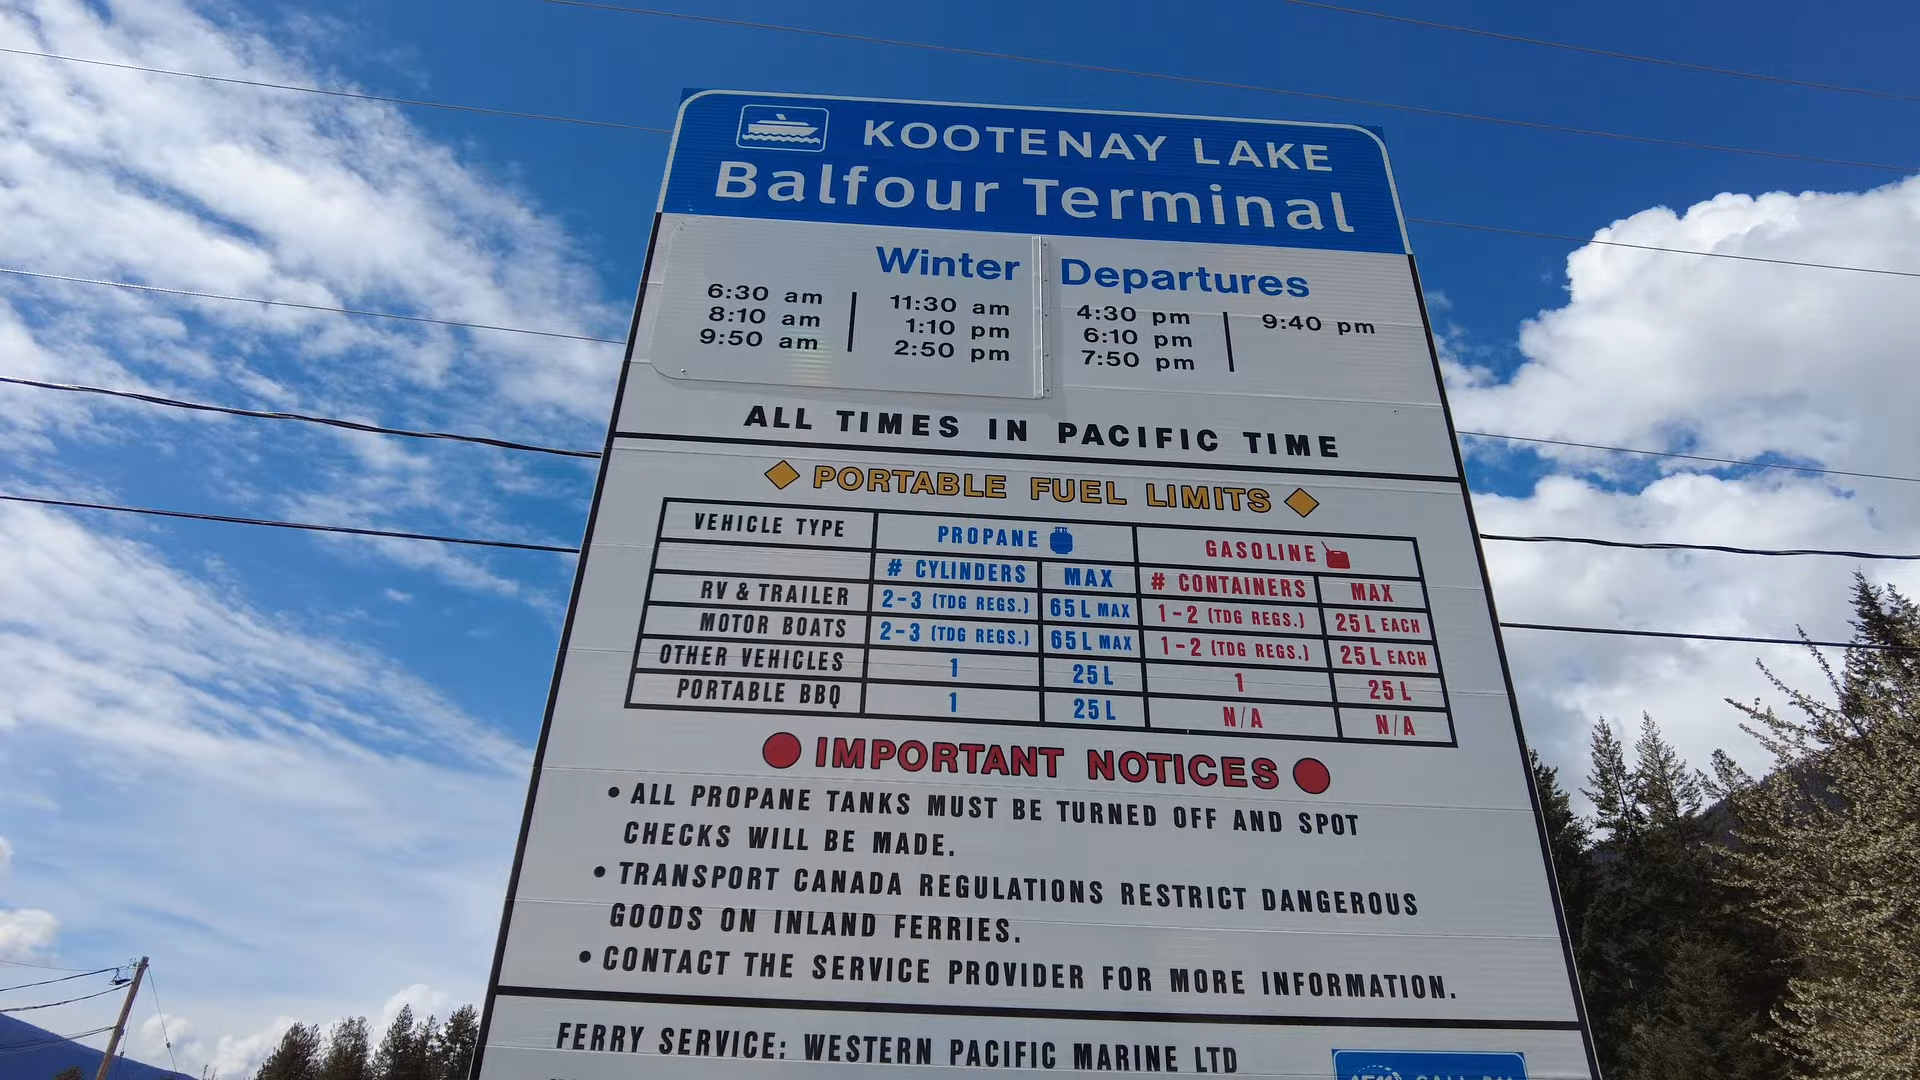 KOOTENAY LAKE
Balfour Terminal
Winter Departures
6:30 am 11:30 am 4:30 pm 9:40 pm
8:10 am 1:10 pm 6:10 pm
9:50 am 2:50 pm 7:50 pm
ALL TIMES IN PACIFIC TIME
PORTABLE FUEL LIMITS
VEHICLE TYPE PROPANE GASOLINE
# CYLINDERS MAX # CONTAINERS MAX
RV & TRAILER 2-3 (TDG REGS.) 65 L MAX 1-2 (TDG REGS.) 25 L EACH
MOTOR BOATS 2-3 (TDG REGS.) 65 L MAX 1-2 (TDG REGS.) 25 L EACH
OTHER VEHICLES 1 25 L 1 25 L
PORTABLE BBQ 1 25 L N/A N/A
IMPORTANT NOTICES
• ALL PROPANE TANKS MUST BE TURNED OFF AND SPOT
CHECKS WILL BE MADE.
• TRANSPORT CANADA REGULATIONS RESTRICT DANGEROUS
GOODS ON INLAND FERRIES.
• CONTACT THE SERVICE PROVIDER FOR MORE INFORMATION.
FERRY SERVICE: WESTERN PACIFIC MARINE LTD